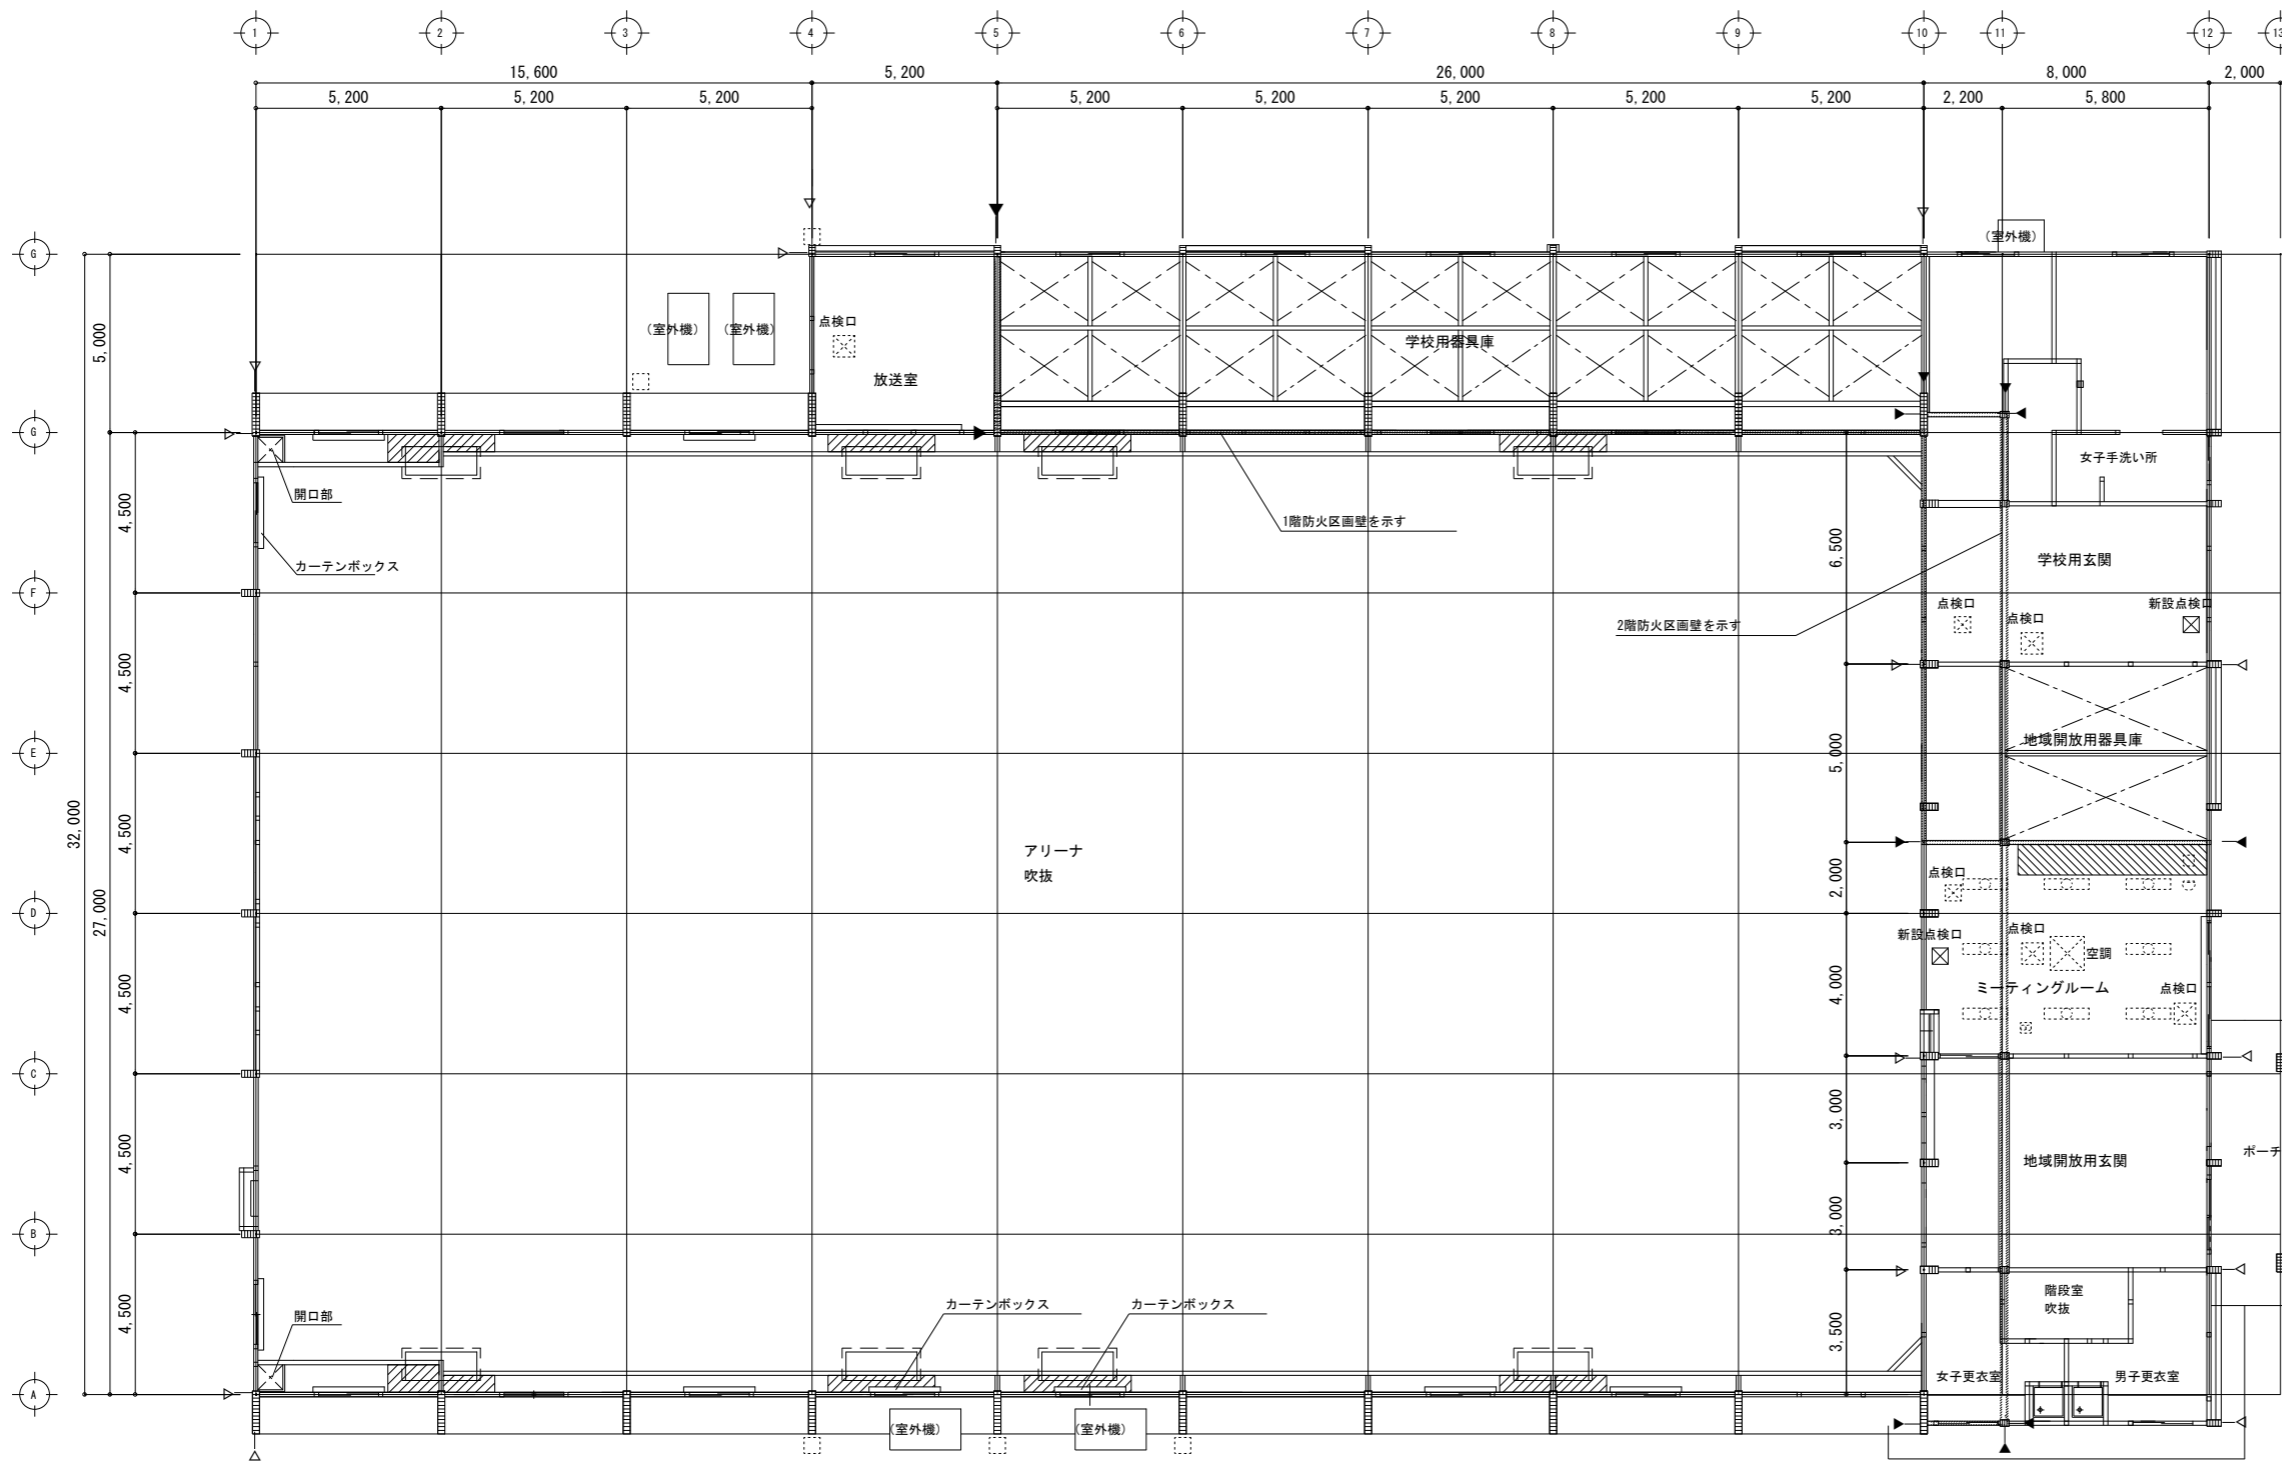 1 2 3 4 5 6 7 8 9 10 11 12 13
15,600 5,200 26,000 8,000 2,000
5,200 5,200 5,200 5,200 5,200 5,200 5,200 5,200 2,200 5,800
(室外機)
G
(室外機) (室外機)
点検口
5,000
学校用器具庫
放送室
G
女子手洗い所
開口部
4,500
1階防火区画壁を示す
6,500
カーテンボックス
学校用玄関
F
点検口
新設点検口
点検口
2階防火区画壁を示す
4,500
地域開放用器具庫
E
5,000
32,000
4,500
アリーナ
吹抜
点検口
2,000
27,000
D
新設点検口
点検口
空調
4,000
4,500
ミーティングルーム
点検口
C
3,000
4,500
地域開放用玄関
ポーチ
B
3,000
階段室
吹抜
カーテンボックス
カーテンボックス
開口部
4,500
3,500
女子更衣室
男子更衣室
A
(室外機)
(室外機)